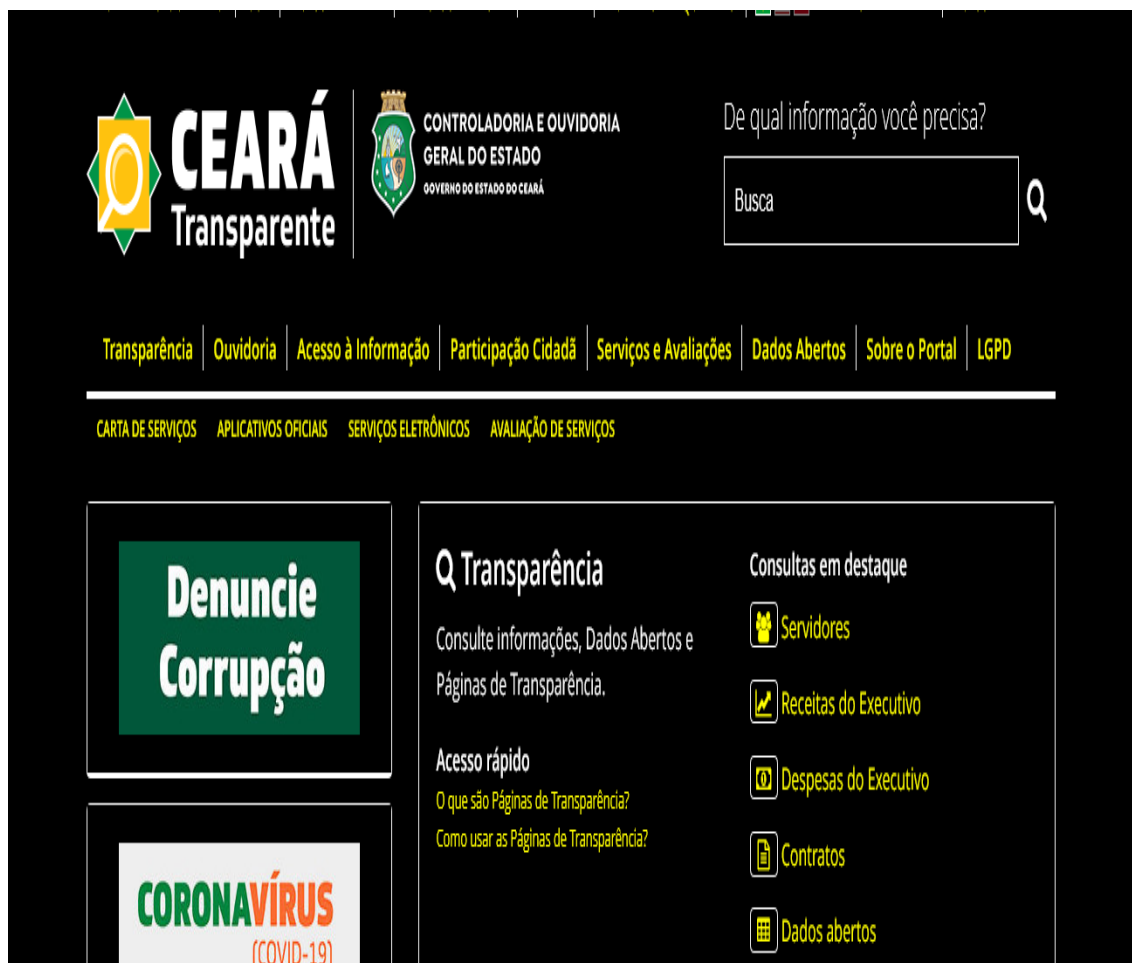 CEARÁ
Transparente
CONTROLADORIA E OUVIDORIA
GERAL DO ESTADO
GOVERNO DO ESTADO DO CEARÁ
De qual informação você precisa?
Busca
Transparência
Ouvidoria
Acesso à Informação
Participação Cidadã
Serviços e Avaliações
Dados Abertos
Sobre o Portal
LGPD
CARTA DE SERVIÇOS
APLICATIVOS OFICIAIS
SERVIÇOS ELETRÔNICOS
AVALIAÇÃO DE SERVIÇOS
Denuncie
Corrupção
CORONAVÍRUS
(COVID-19)
Transparência
Consulte informações, Dados Abertos e
Páginas de Transparência.
Acesso rápido
O que são Páginas de Transparência?
Como usar as Páginas de Transparência?
Consultas em destaque
Servidores
Receitas do Executivo
Despesas do Executivo
Contratos
Dados abertos